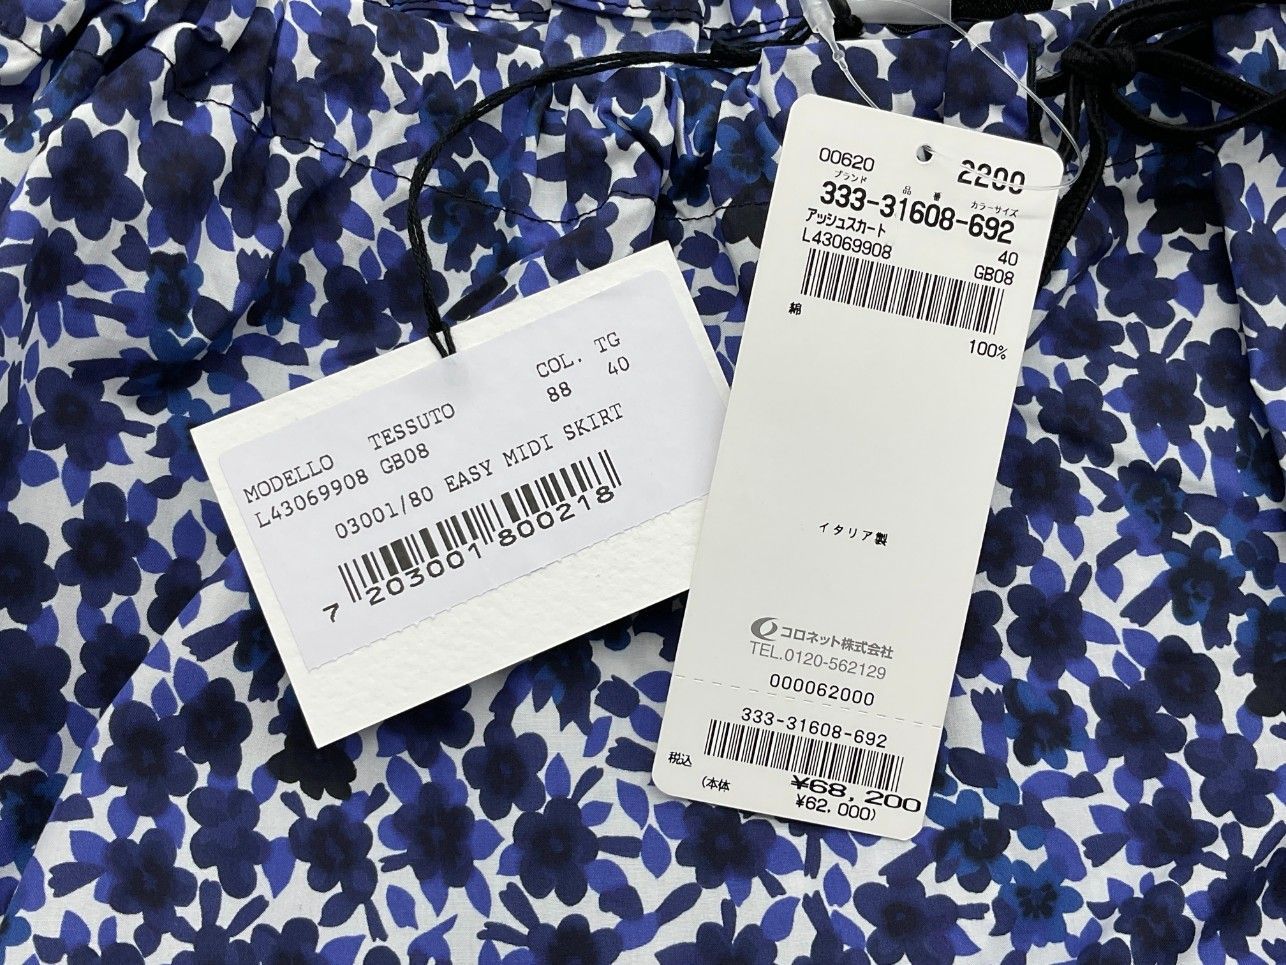 MODELLO TESSUTO COL. TG
L43069908 GB08 88 40
03001/80 EASY MIDI SKIRT
7 203001 800218
00620 2200
ブランド 品番 カラーサイズ
333-31608-692
アッシュスカート 40
L43069908 GB08
綿 100%
イタリア製
コロネット株式会社
TEL.0120-562129
000062000
333-31608-692
税込 ¥68,200
(本体 ¥62,000)